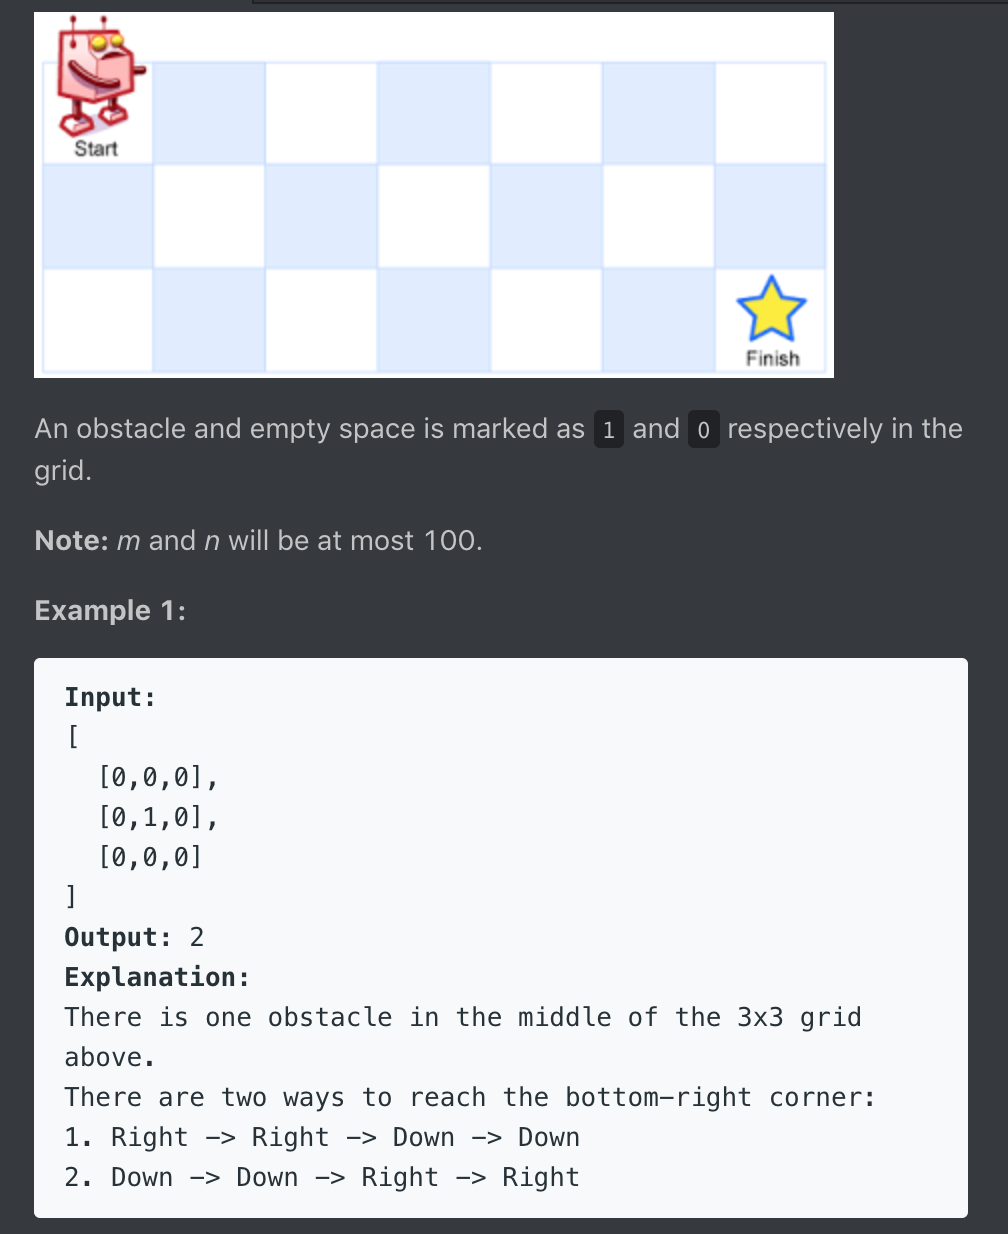 Start
Finish
An obstacle and empty space is marked as 1 and 0 respectively in the
grid.
Note: m and n will be at most 100.
Example 1:
Input:
[
  [0,0,0],
  [0,1,0],
  [0,0,0]
]
Output: 2
Explanation:
There is one obstacle in the middle of the 3x3 grid
above.
There are two ways to reach the bottom-right corner:
1. Right -> Right -> Down -> Down
2. Down -> Down -> Right -> Right